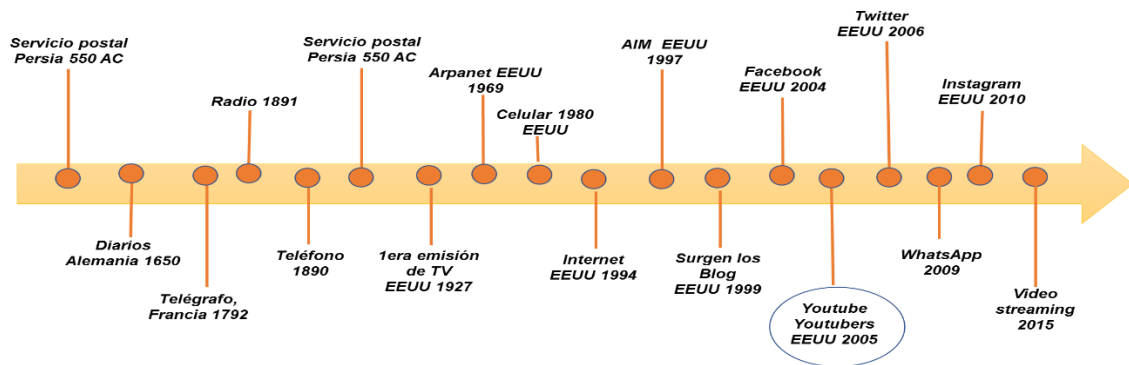 Servicio postal
Persia 550 AC
Diarios
Alemania 1650
Telégrafo,
Francia 1792
Radio 1891
Teléfono
1890
Servicio postal
Persia 550 AC
1era emisión
de TV
EEUU 1927
Arpanet EEUU
1969
Celular 1980
EEUU
Internet
EEUU 1994
AIM EEUU
1997
Surgen los
Blog
EEUU 1999
Facebook
EEUU 2004
Youtube
Youtubers
EEUU 2005
Twitter
EEUU 2006
WhatsApp
2009
Instagram
EEUU 2010
Video
streaming
2015